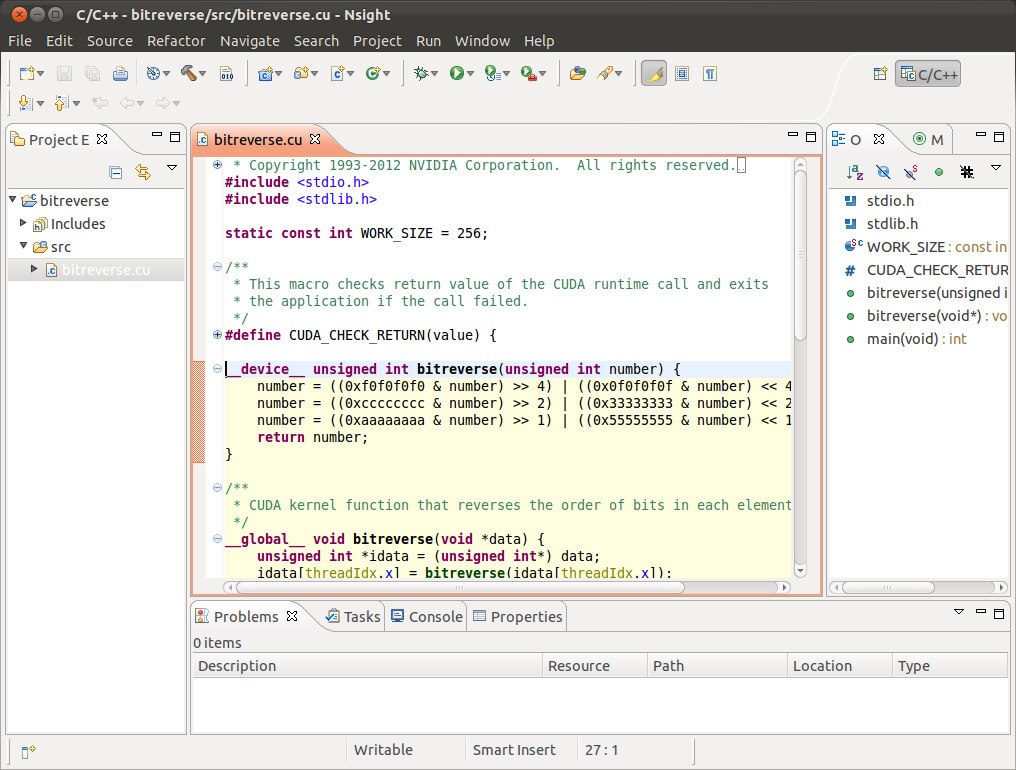 C/C++ - bitreverse/src/bitreverse.cu - Nsight
File Edit Source Refactor Navigate Search Project Run Window Help
C/C++
Project E
bitreverse
Includes
src
bitreverse.cu
bitreverse.cu
* Copyright 1993-2012 NVIDIA Corporation.  All rights reserved.
#include <stdio.h>
#include <stdlib.h>
static const int WORK_SIZE = 256;
/**
* This macro checks return value of the CUDA runtime call and exits
* the application if the call failed.
*/
#define CUDA_CHECK_RETURN(value) {
__device__ unsigned int bitreverse(unsigned int number) {
number = ((0xf0f0f0f0 & number) >> 4) | ((0x0f0f0f0f & number) << 4
number = ((0xcccccccc & number) >> 2) | ((0x33333333 & number) << 2
number = ((0xaaaaaaaa & number) >> 1) | ((0x55555555 & number) << 1
return number;
}
/**
* CUDA kernel function that reverses the order of bits in each element
*/
__global__ void bitreverse(void *data) {
unsigned int *idata = (unsigned int*) data;
idata[threadIdx.x] = bitreverse(idata[threadIdx.x]);
O
M
stdio.h
stdlib.h
WORK_SIZE : const in
CUDA_CHECK_RETUR
bitreverse(unsigned i
bitreverse(void*) : vo
main(void) : int
Problems Tasks Console Properties
0 items
Description Resource Path Location Type
Writable Smart Insert 27 : 1